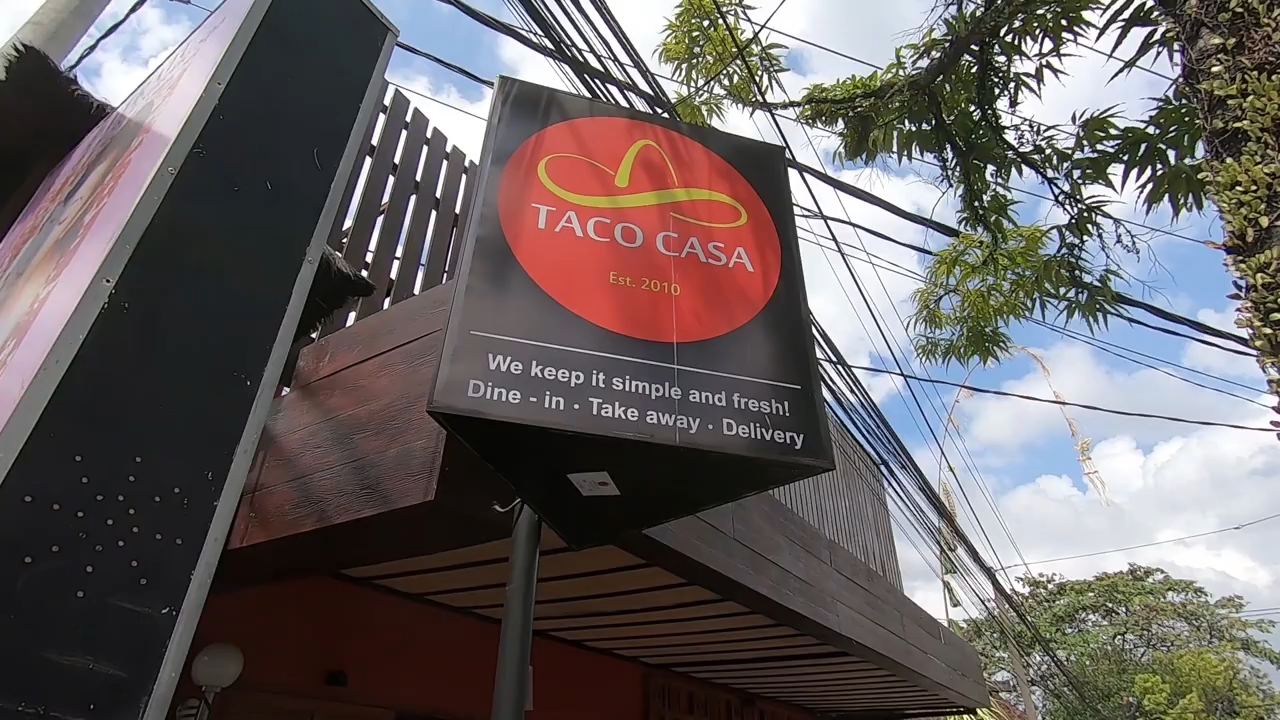 TACO CASA
Est. 2010
We keep it simple and fresh!
Dine - in • Take away • Delivery